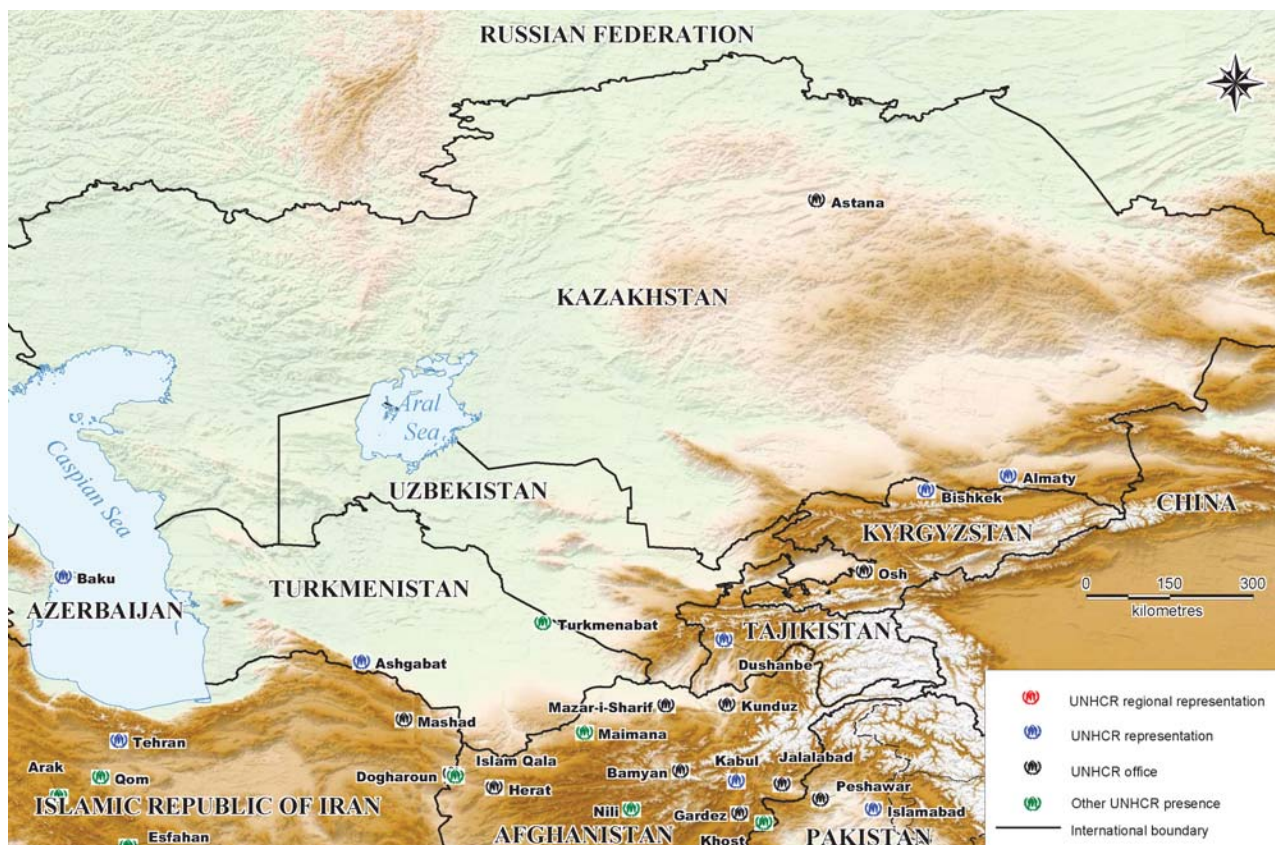 RUSSIAN FEDERATION
Astana
KAZAKHSTAN
Aral
Sea
Caspian Sea
UZBEKISTAN
Almaty
Bishkek
CHINA
KYRGYZSTAN
Osh
Baku
AZERBAIJAN
TURKMENISTAN
0 150 300
kilometres
Turkmenabat
TAJIKISTAN
Ashgabat
Dushanbe
Mashad
Mazar-i-Sharif
Kunduz
Tehran
Maimana
Islam Qala
Kabul
Jalalabad
Arak
Qom
Dogharoun
Bamyan
Herat
Peshawar
ISLAMIC REPUBLIC OF IRAN
Nili
Gardez
Islamabad
Esfahan
AFGHANISTAN
Khost
PAKISTAN
UNHCR regional representation
UNHCR representation
UNHCR office
Other UNHCR presence
International boundary